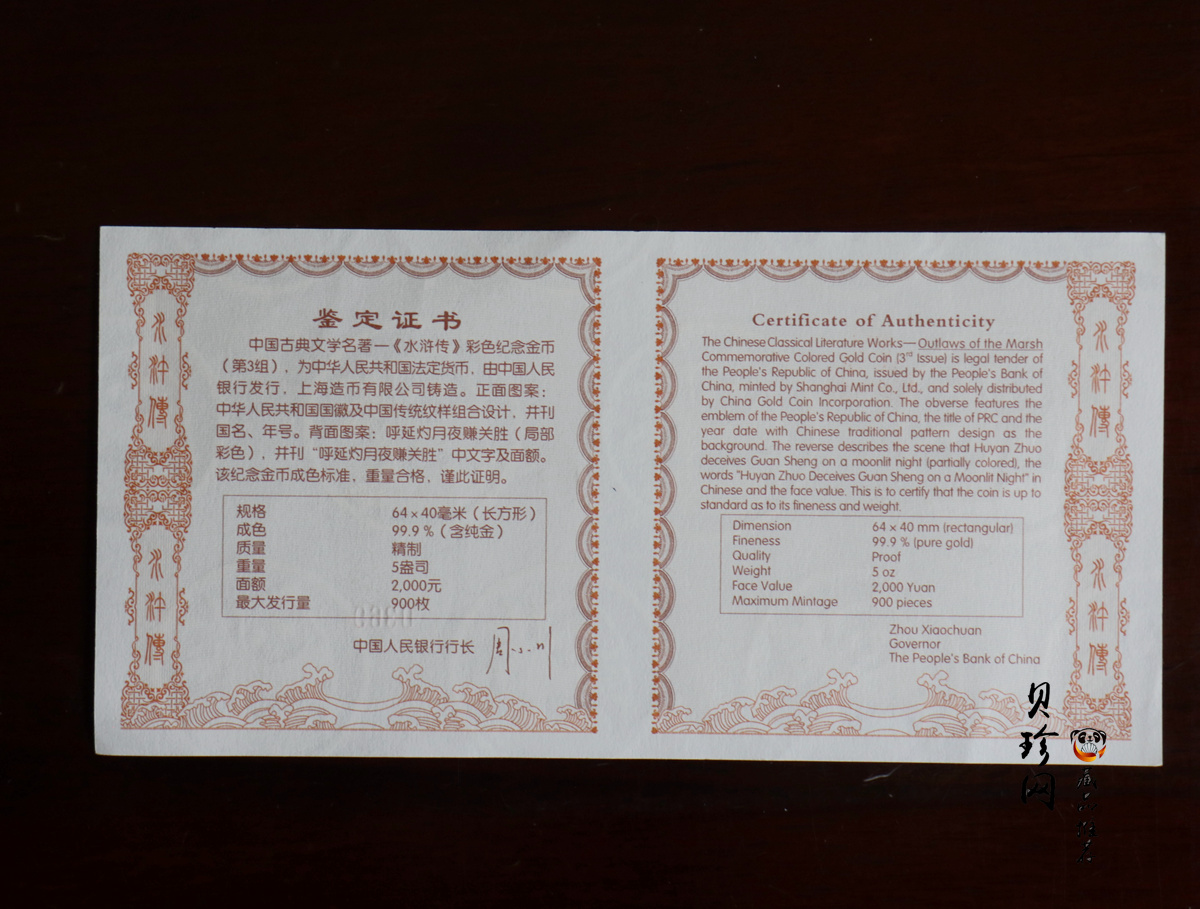 水滸傳
水滸傳
鉴定证书
中国古典文学名著—《水浒传》彩色纪念金币
（第3组），为中华人民共和国法定货币，由中国人民
银行发行，上海造币有限公司铸造。正面图案：
中华人民共和国国徽及中国传统纹样组合设计，并刊
国名、年号。背面图案：呼延灼月夜赚关胜（局部
彩色），并刊“呼延灼月夜赚关胜”中文字及面额。
该纪念金币成色标准，重量合格，谨此证明。
规格 64×40毫米（长方形）
成色 99.9％（含纯金）
质量 精制
重量 5盎司
面额 2,000元
最大发行量 900枚
中国人民银行行长
Certificate of Authenticity
The Chinese Classical Literature Works—Outlaws of the Marsh
Commemorative Colored Gold Coin (3rd Issue) is legal tender of
the People's Republic of China, issued by the People's Bank of
China, minted by Shanghai Mint Co., Ltd., and solely distributed
by China Gold Coin Incorporation. The obverse features the
emblem of the People's Republic of China, the title of PRC and the
year date with Chinese traditional pattern design as the
background. The reverse describes the scene that Huyan Zhuo
deceives Guan Sheng on a moonlit night (partially colored), the
words "Huyan Zhuo Deceives Guan Sheng on a Moonlit Night" in
Chinese and the face value. This is to certify that the coin is up to
standard as to its fineness and weight.
Dimension 64×40 mm (rectangular)
Fineness 99.9 % (pure gold)
Quality Proof
Weight 5 oz
Face Value 2,000 Yuan
Maximum Mintage 900 pieces
Zhou Xiaochuan
Governor
The People's Bank of China
水滸傳
水滸傳
贝珍网